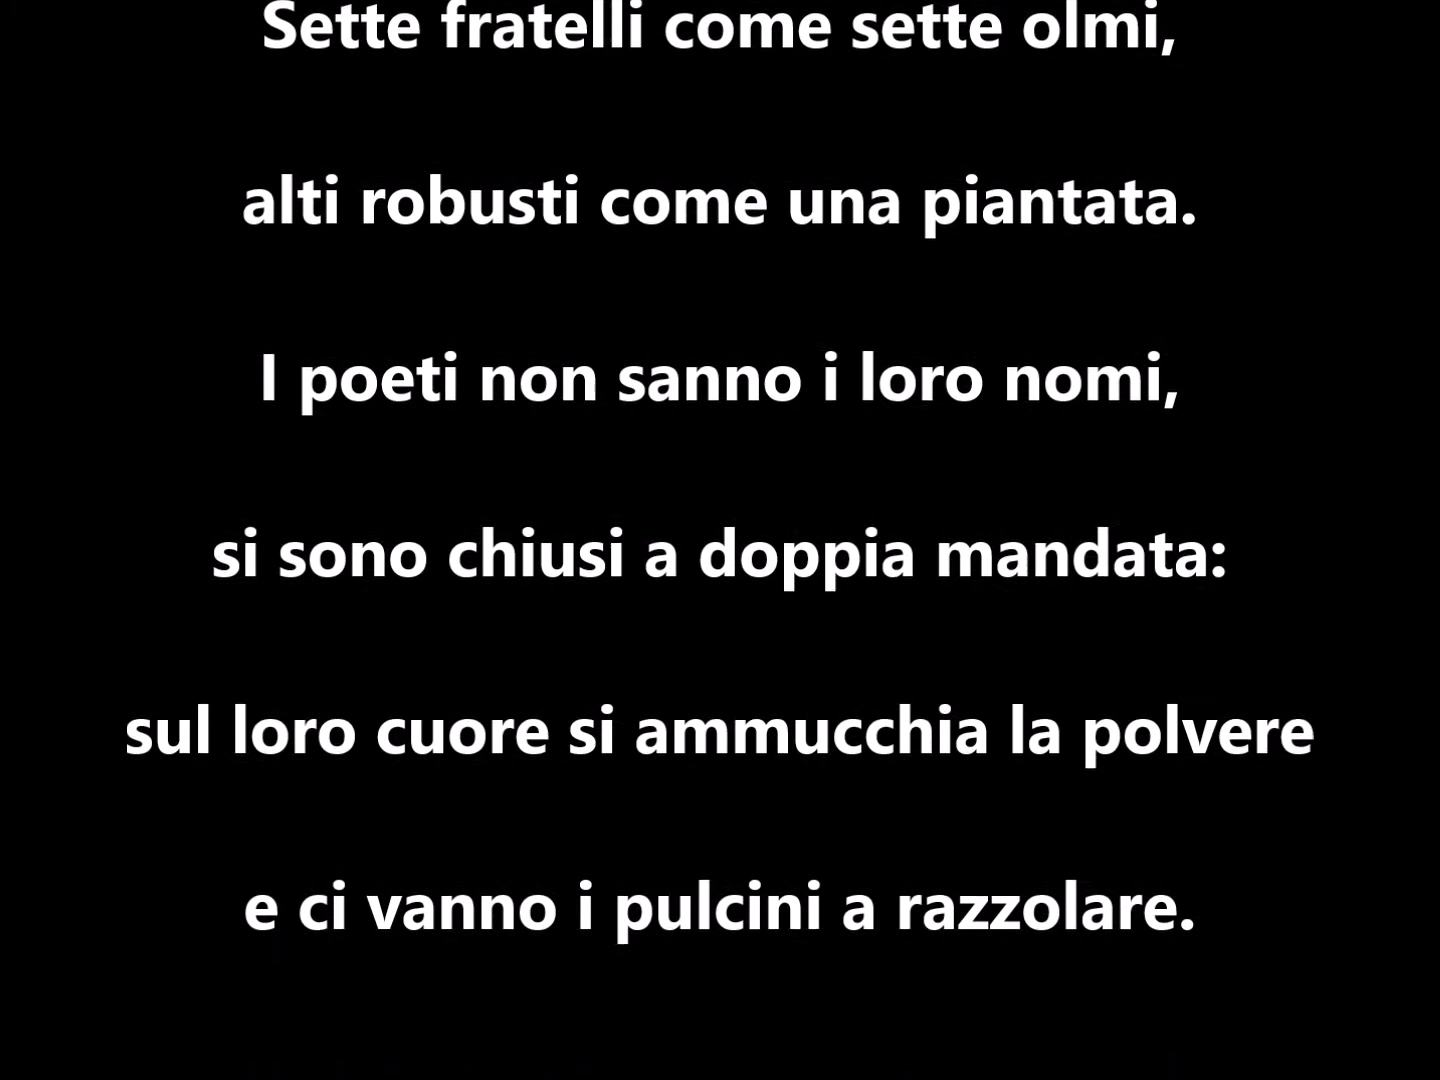 Sette fratelli come sette olmi,
alti robusti come una piantata.
I poeti non sanno i loro nomi,
si sono chiusi a doppia mandata:
sul loro cuore si ammucchia la polvere
e ci vanno i pulcini a razzolare.